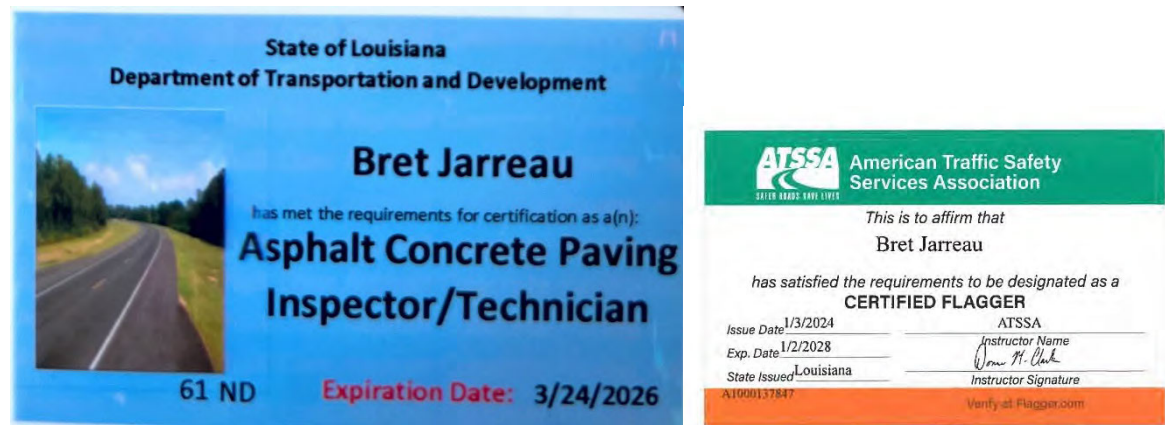 State of Louisiana
Department of Transportation and Development
Bret Jarreau
has met the requirements for certification as a(n):
Asphalt Concrete Paving
Inspector/Technician
61 ND
Expiration Date: 3/24/2026
ATSSA
SAFER ROADS SAVE LIVES
American Traffic Safety
Services Association
This is to affirm that
Bret Jarreau
has satisfied the requirements to be designated as a
CERTIFIED FLAGGER
Issue Date 1/3/2024
ATSSA
Instructor Name
Exp. Date 1/2/2028
State Issued Louisiana
Instructor Signature
A1000137847
Verify at Flagger.com